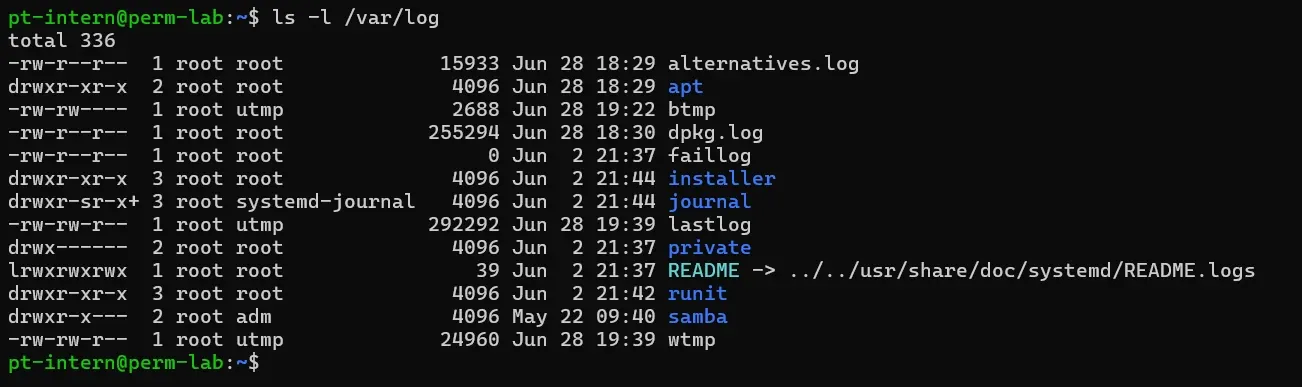 pt-intern@perm-lab:~$ ls -l /var/log
total 336
-rw-r--r--  1 root root             15933 Jun 28 18:29 alternatives.log
drwxr-xr-x  2 root root              4096 Jun 28 18:29 apt
-rw-rw----  1 root utmp              2688 Jun 28 19:22 btmp
-rw-r--r--  1 root root            255294 Jun 28 18:30 dpkg.log
-rw-r--r--  1 root root                 0 Jun  2 21:37 faillog
drwxr-xr-x  3 root root              4096 Jun  2 21:44 installer
drwxr-sr-x+ 3 root systemd-journal   4096 Jun  2 21:44 journal
-rw-rw-r--  1 root utmp            292292 Jun 28 19:39 lastlog
drwx------  2 root root              4096 Jun  2 21:37 private
lrwxrwxrwx  1 root root                39 Jun  2 21:37 README -> ../../usr/share/doc/systemd/README.logs
drwxr-xr-x  3 root root              4096 Jun  2 21:42 runit
drwxr-x---  2 root adm               4096 May 22 09:40 samba
-rw-rw-r--  1 root utmp             24960 Jun 28 19:39 wtmp
pt-intern@perm-lab:~$